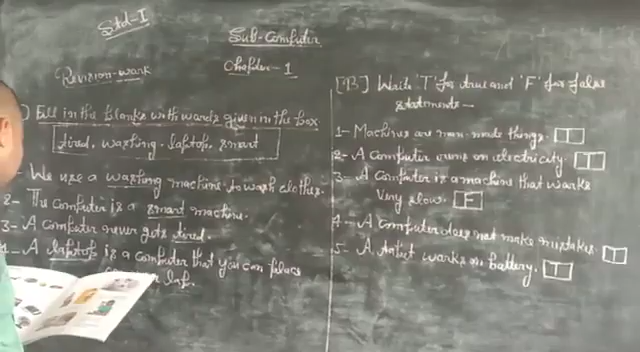 Std-I
Sub-Computer
Chapter-1
Revision-work
) Fill in the blanks with words given in the box
tired, washing, laptop, smart
- We use a washing machine to wash clothes.
2- The Computer is a smart machine.
3- A Computer never gets tired.
4- A laptop is a computer that you can place
lap.
[B] Write 'T' for true and 'F' for false
statements-
1- Machines are man-made things. T
2- A Computer runs on electricity. T
3- A Computer is a machine that works
very slow. F
4- A Computer does not make mistakes. T
5- A tablet works on battery. T